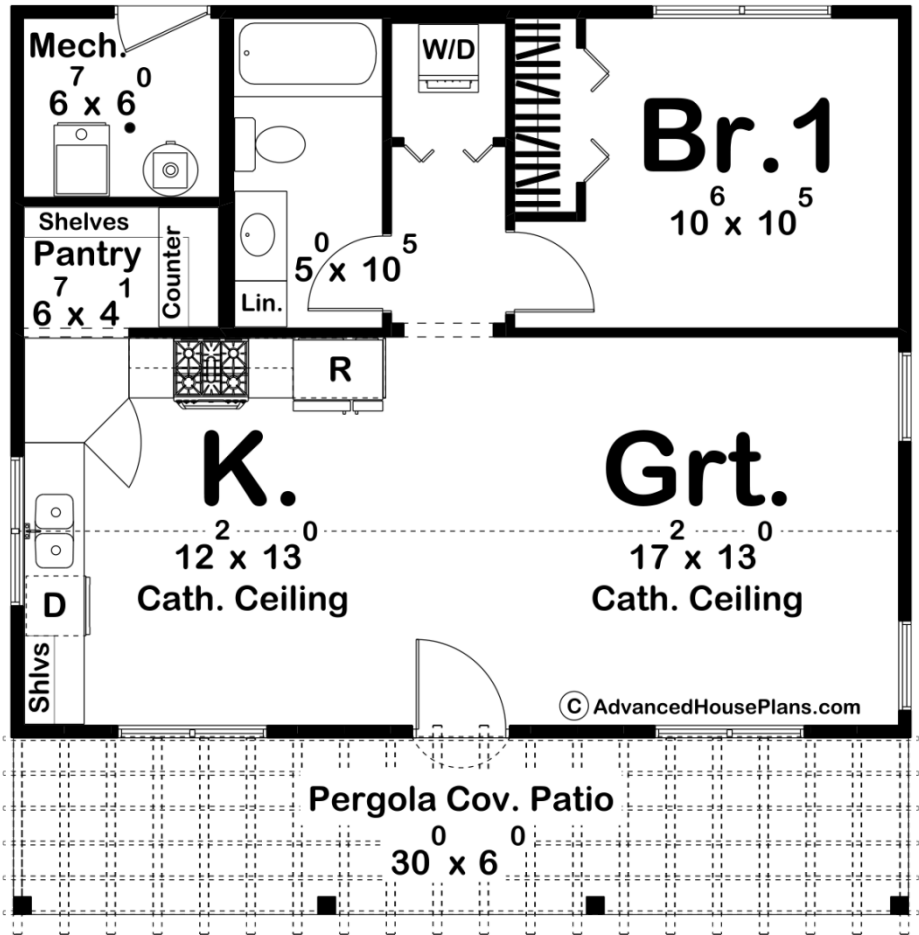 Mech.
6⁷ x 6⁰
W/D
Br.1
10⁶ x 10⁵
Shelves
Pantry
6⁷ x 4¹
Counter
5⁰ x 10⁵
Lin.
R
K.
12² x 13⁰
Cath. Ceiling
Grt.
17² x 13⁰
Cath. Ceiling
D
Shlvs
© AdvancedHousePlans.com
Pergola Cov. Patio
30⁰ x 6⁰